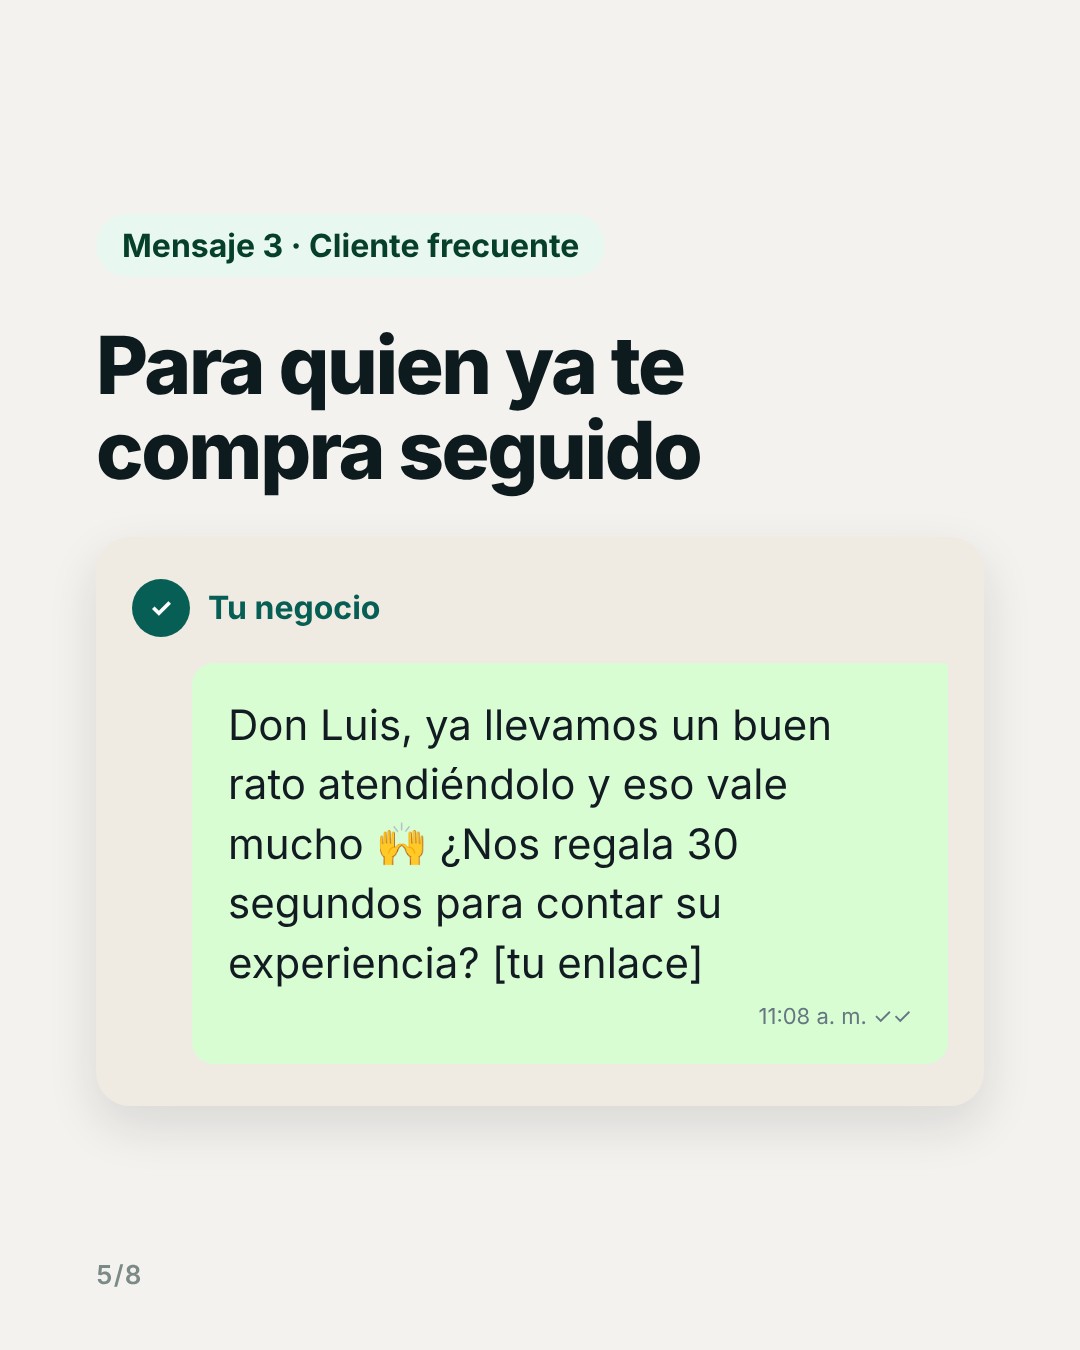 Mensaje 3 · Cliente frecuente
Para quien ya te
compra seguido
Tu negocio
Don Luis, ya llevamos un buen
rato atendiéndolo y eso vale
mucho 🙌 ¿Nos regala 30
segundos para contar su
experiencia? [tu enlace]
11:08 a. m. ✓✓
5/8